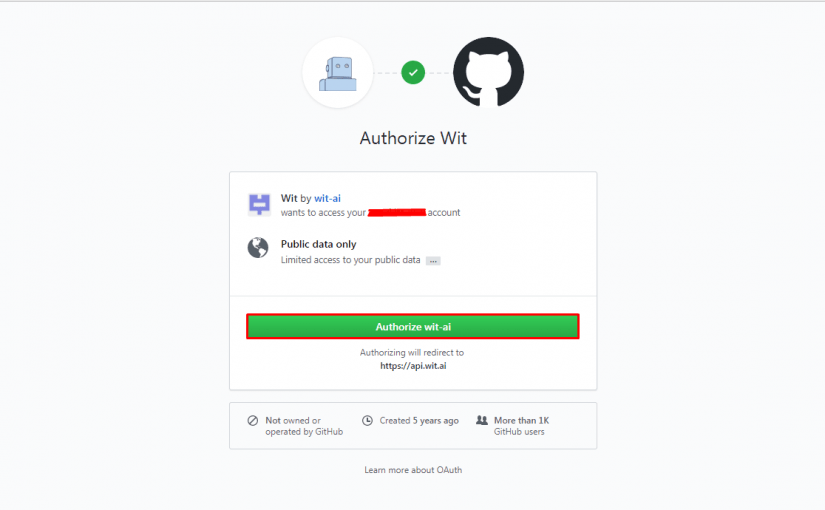 Authorize Wit
Wit by wit-ai
wants to access your account
Public data only
Limited access to your public data ...
Authorize wit-ai
Authorizing will redirect to
https://api.wit.ai
Not owned or
operated by GitHub
Created 5 years ago
More than 1K
GitHub users
Learn more about OAuth